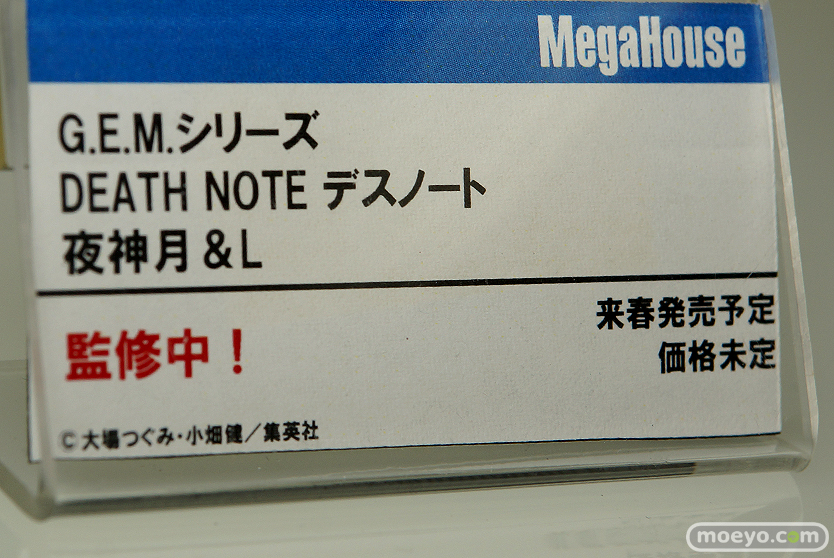 MegaHouse
G.E.M.シリーズ
DEATH NOTE デスノート
夜神月&L
監修中！
来春発売予定
価格未定
©大場つぐみ・小畑健／集英社
moeyo.com